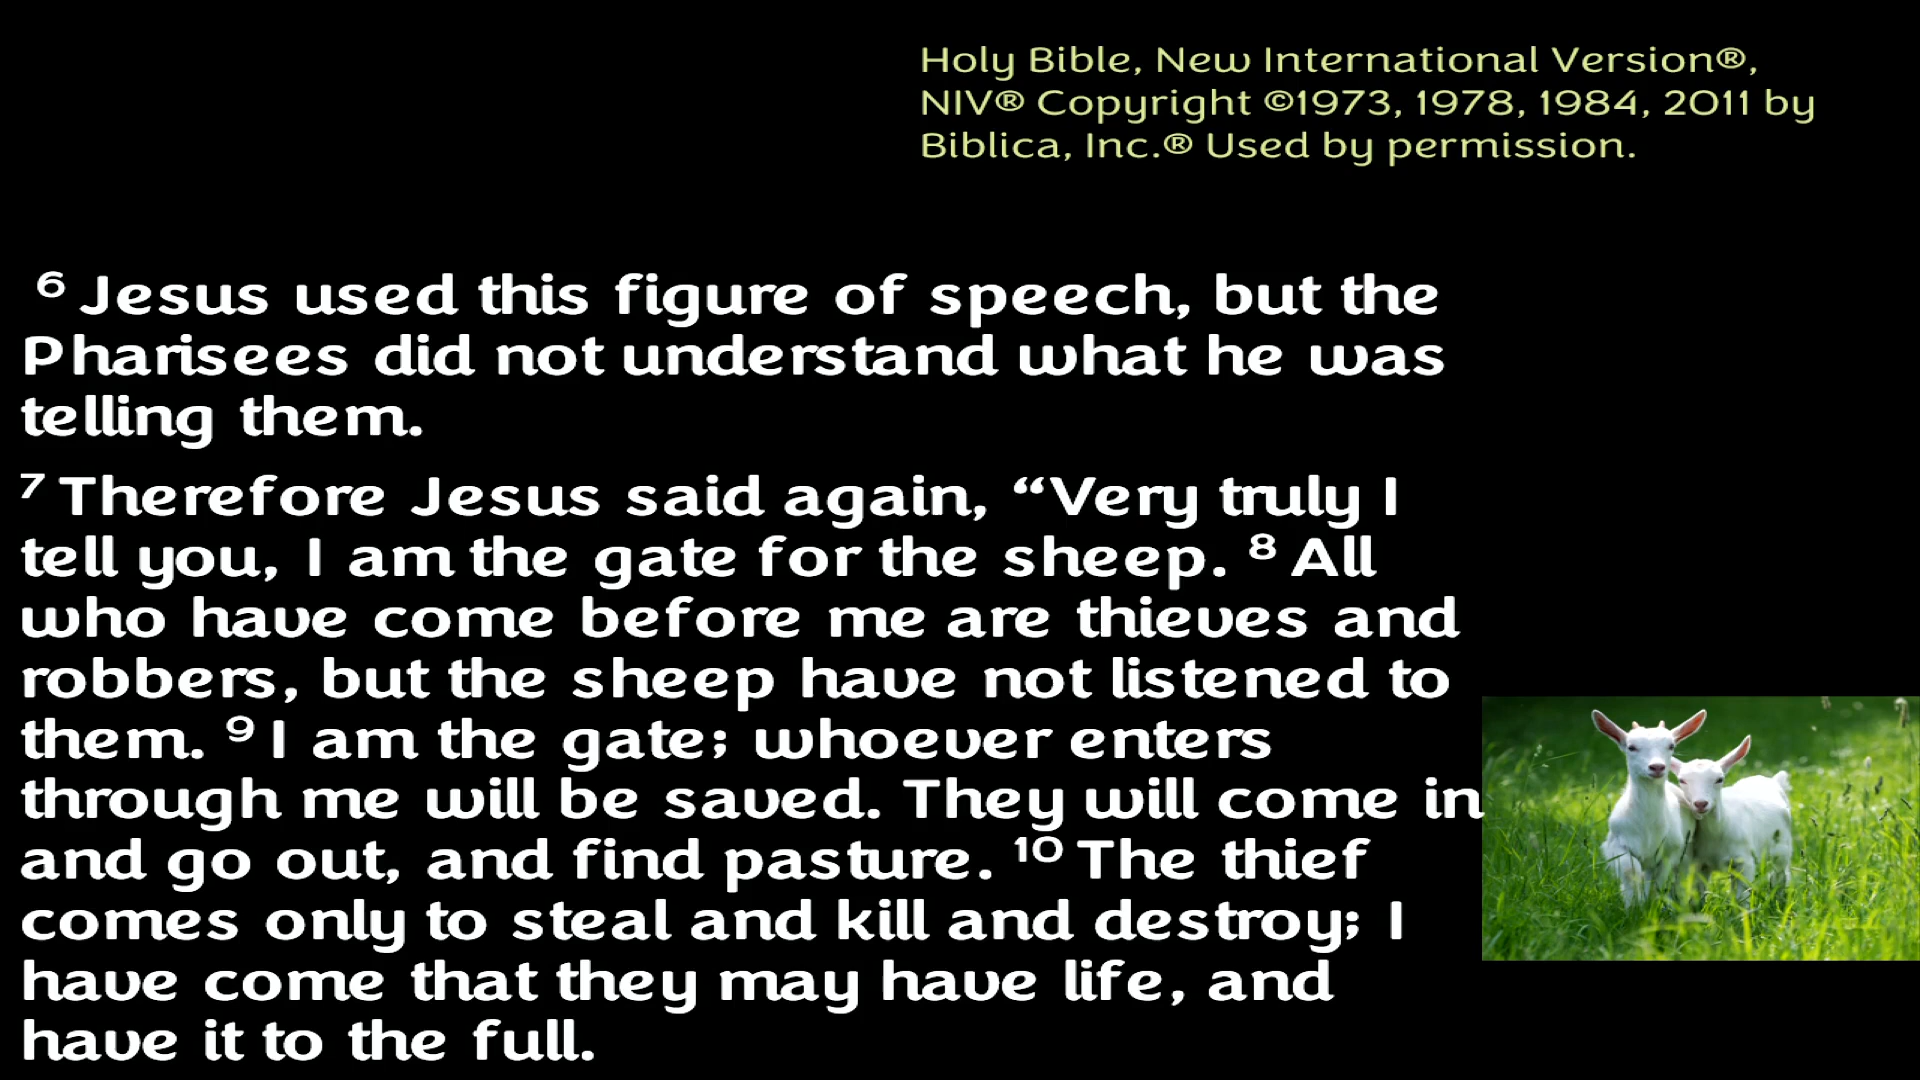 Holy Bible, New International Version®,
NIV® Copyright ©1973, 1978, 1984, 2011 by
Biblica, Inc.® Used by permission.
6 Jesus used this figure of speech, but the
Pharisees did not understand what he was
telling them.
7 Therefore Jesus said again, “Very truly I
tell you, I am the gate for the sheep. 8 All
who have come before me are thieves and
robbers, but the sheep have not listened to
them. 9 I am the gate; whoever enters
through me will be saved. They will come in
and go out, and find pasture. 10 The thief
comes only to steal and kill and destroy; I
have come that they may have life, and
have it to the full.